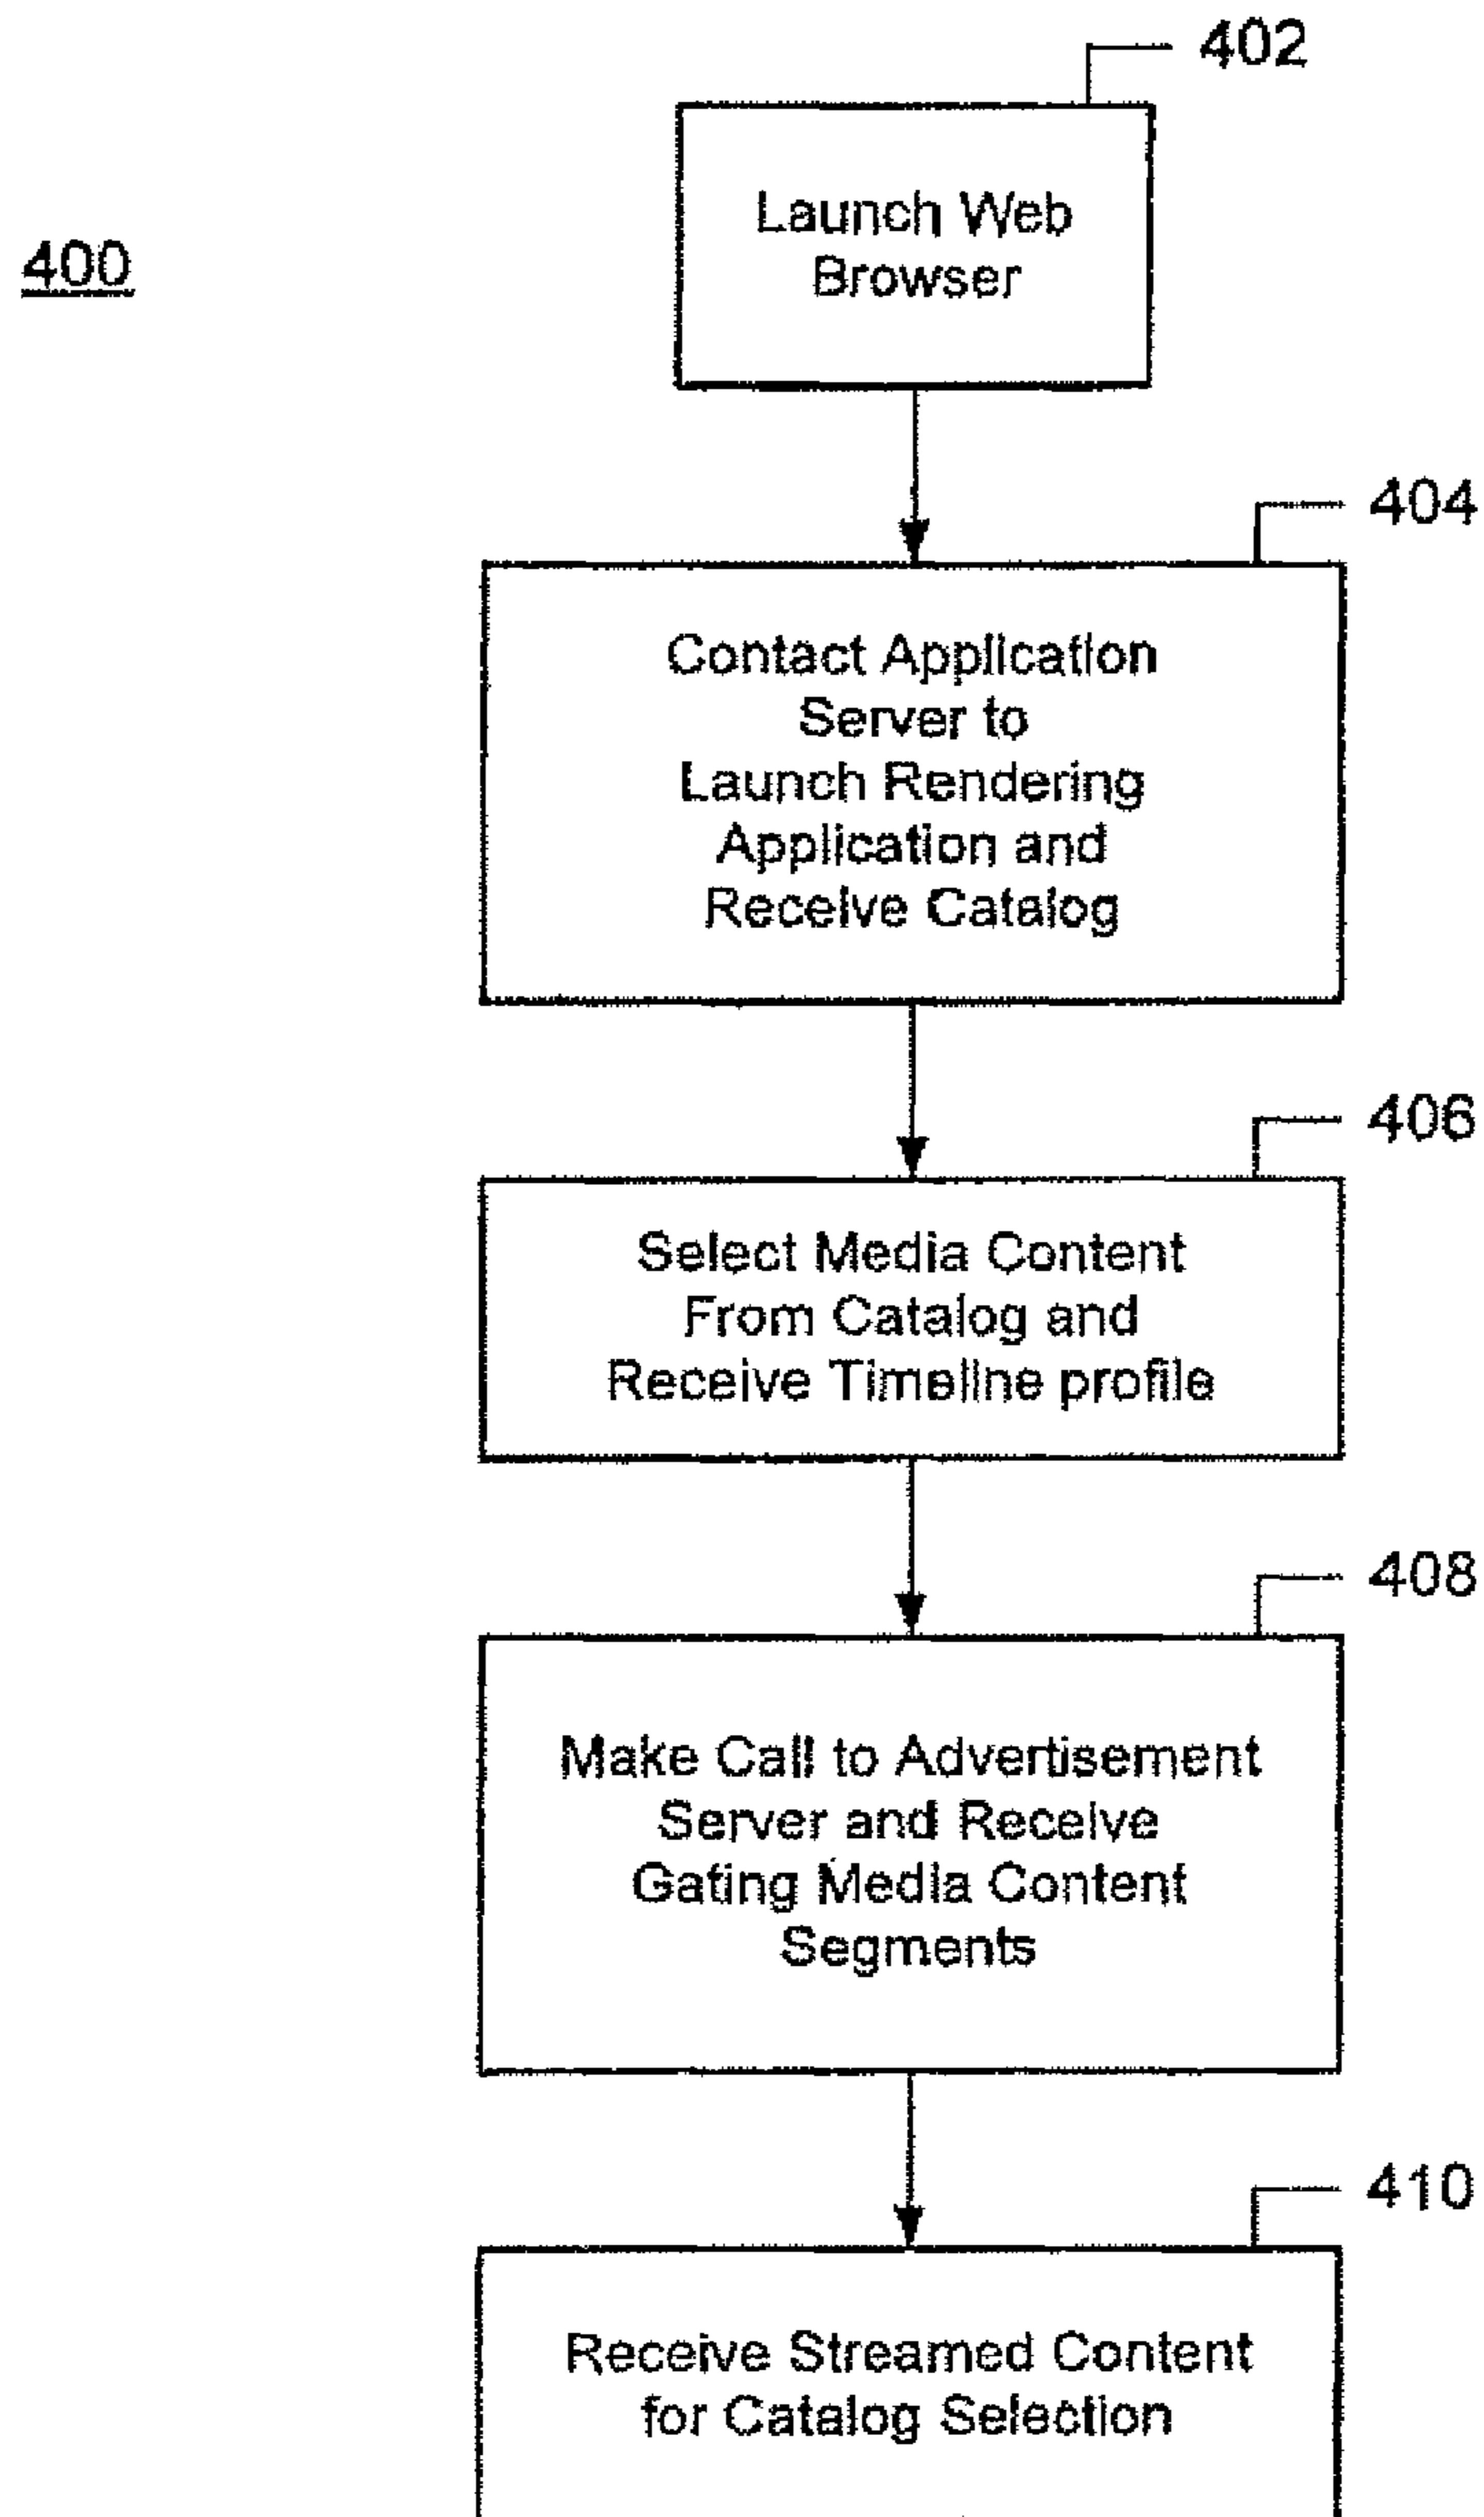 402
400
Launch Web
Browser
404
Contact Application
Server to
Launch Rendering
Application and
Receive Catalog
406
Select Media Content
From Catalog and
Receive Timeline profile
408
Make Call to Advertisement
Server and Receive
Gating Media Content
Segments
410
Receive Streamed Content
for Catalog Selection